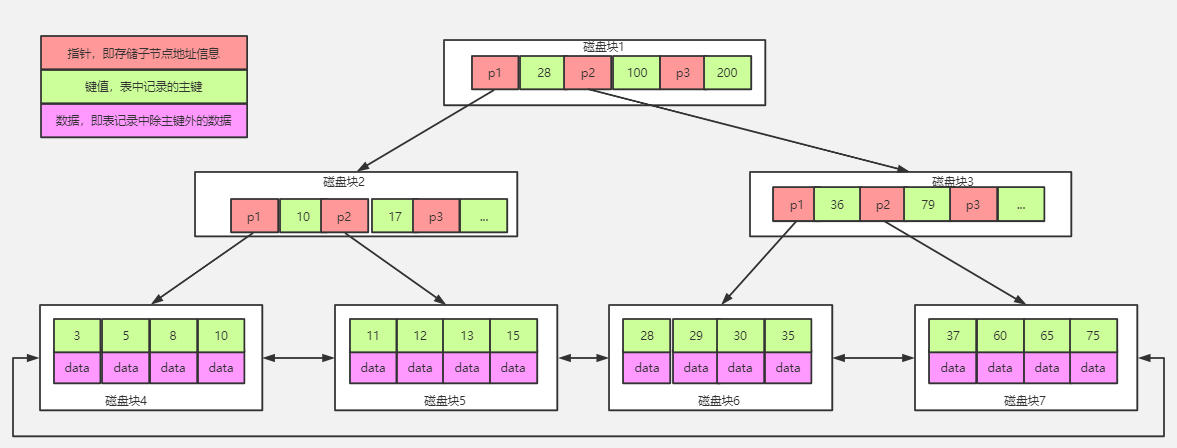 指针，即存储子节点地址信息
键值，表中记录的主键
数据，即表记录中除主键外的数据
磁盘块1
p1 28 p2 100 p3 200
磁盘块2
p1 10 p2 17 p3 ...
磁盘块3
p1 36 p2 79 p3 ...
3 5 8 10
data data data data
磁盘块4
11 12 13 15
data data data data
磁盘块5
28 29 30 35
data data data data
磁盘块6
37 60 65 75
data data data data
磁盘块7